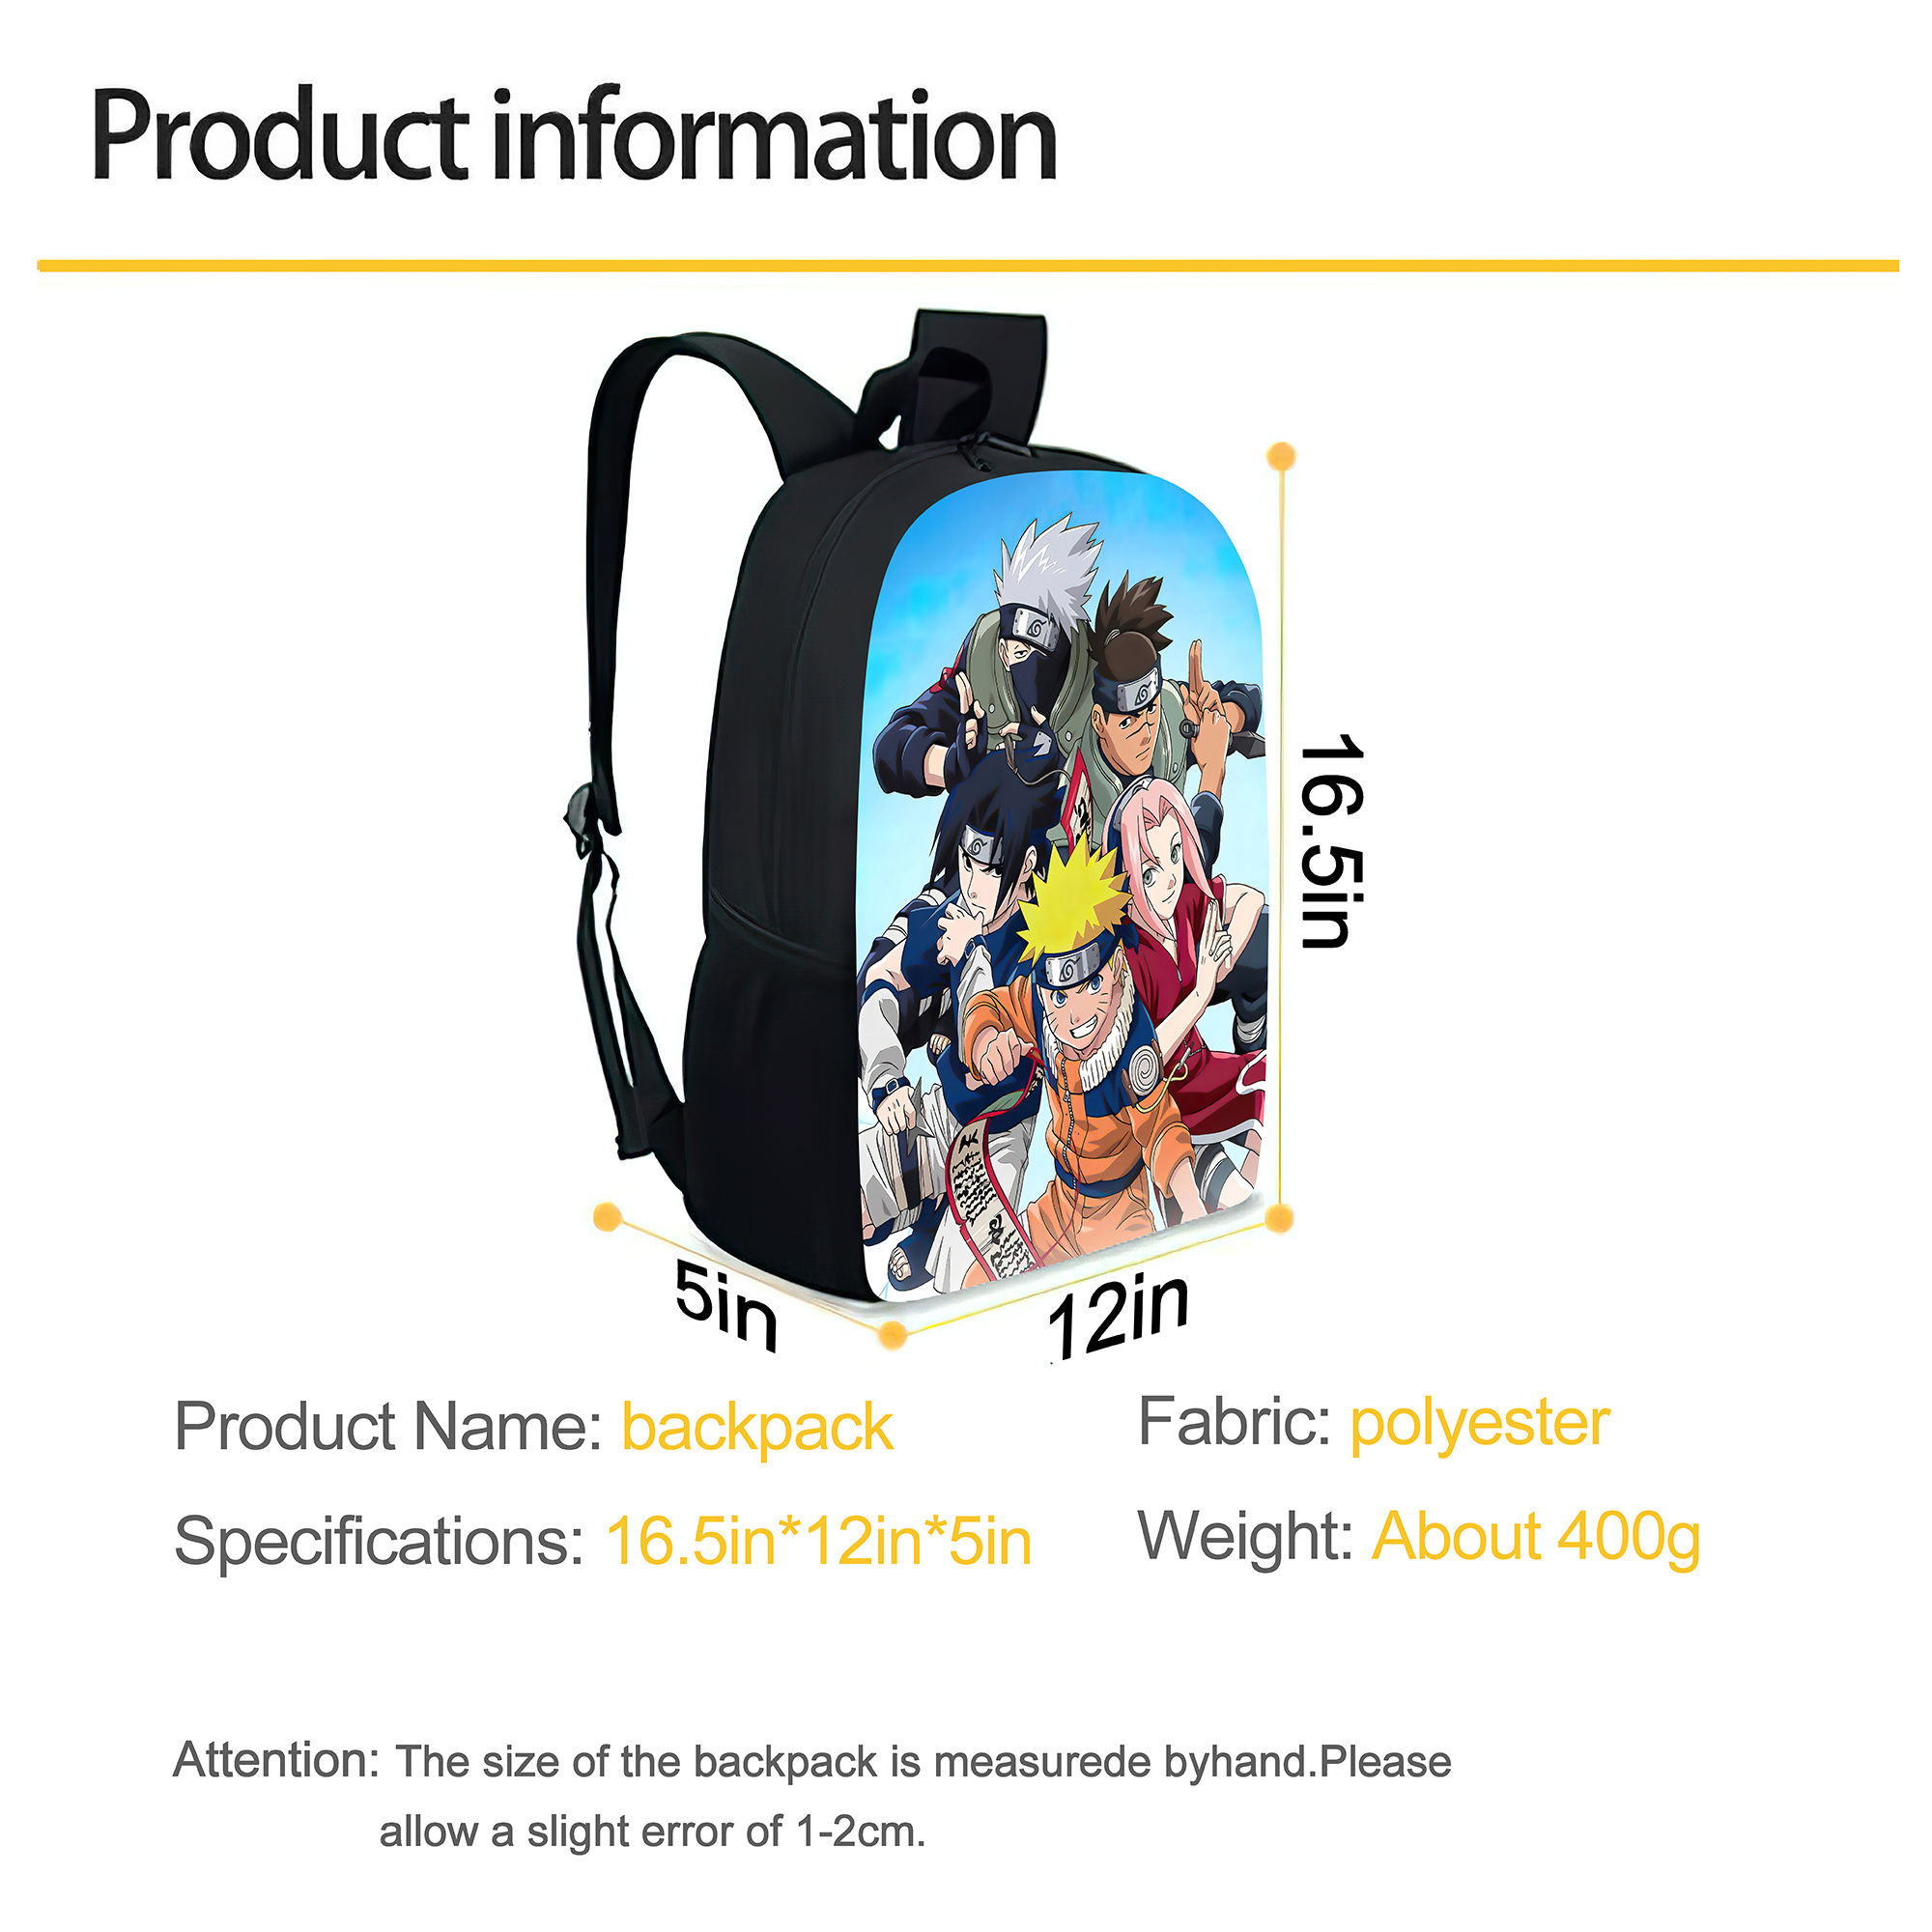 Product information
16.5in
5in
12in
Product Name: backpack
Fabric: polyester
Specifications: 16.5in*12in*5in
Weight: About 400g
Attention: The size of the backpack is measurede byhand.Please
allow a slight error of 1-2cm.